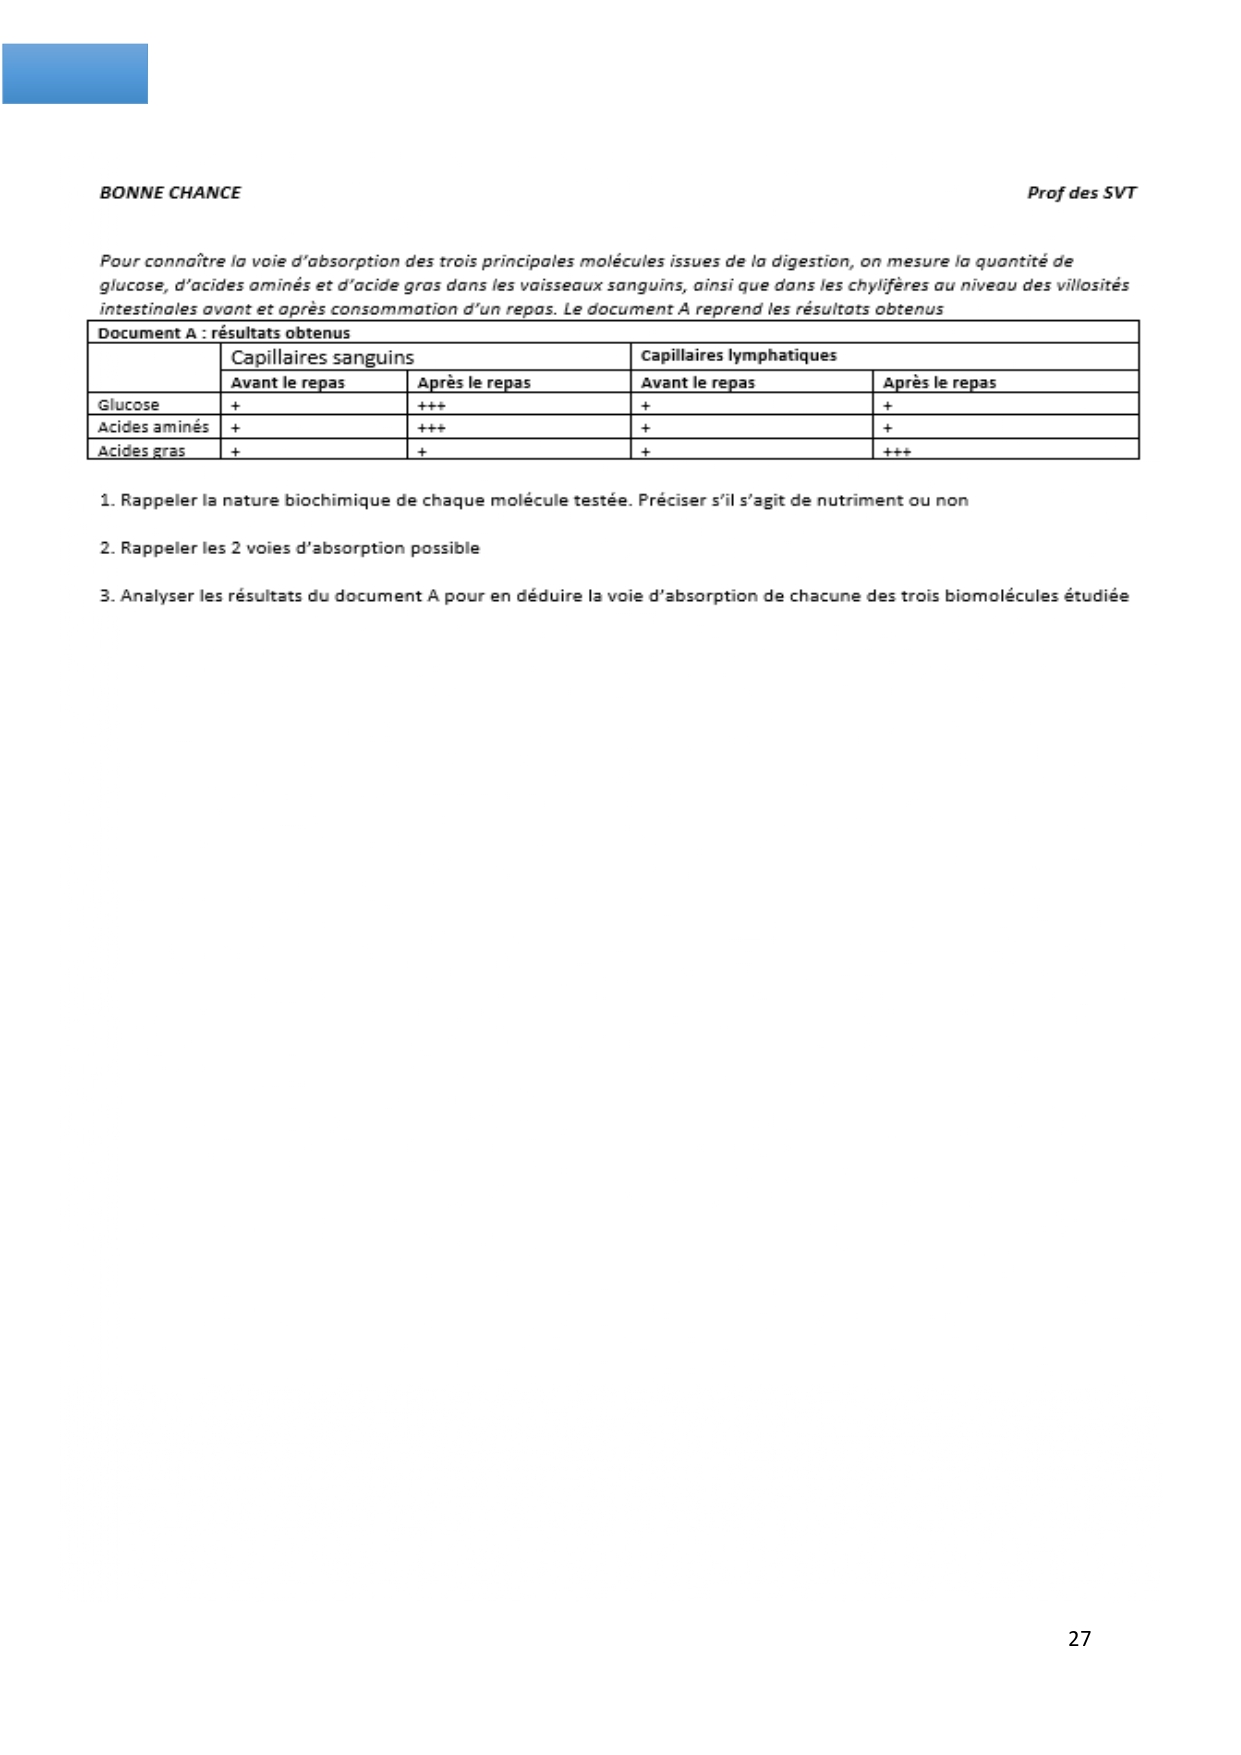 BONNE CHANCE Prof des SVT
Pour connaître la voie d'absorption des trois principales molécules issues de la digestion, on mesure la quantité de
glucose, d'acides aminés et d'acide gras dans les vaisseaux sanguins, ainsi que dans les chylifères au niveau des villosités
intestinales avant et après consommation d'un repas. Le document A reprend les résultats obtenus
Document A : résultats obtenus
Capillaires sanguins Capillaires lymphatiques
Avant le repas Après le repas Avant le repas Après le repas
Glucose + +++ + +
Acides aminés + +++ + +
Acides gras + + + +++
1. Rappeler la nature biochimique de chaque molécule testée. Préciser s'il s'agit de nutriment ou non
2. Rappeler les 2 voies d'absorption possible
3. Analyser les résultats du document A pour en déduire la voie d'absorption de chacune des trois biomolécules étudiée
27